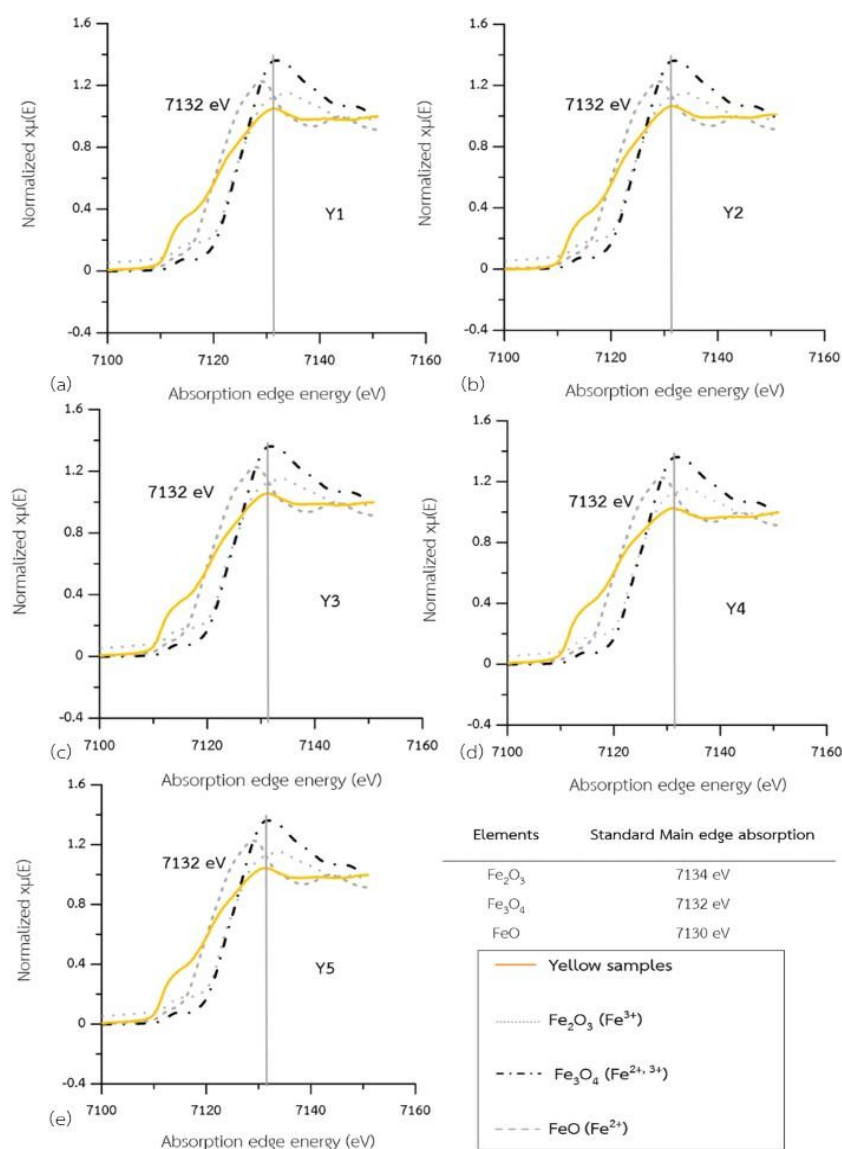 1.6
1.2
0.8
0.4
0
-0.4
7132 eV
Y1
Normalized xμ(E)
7100
7120
7140
7160
(a)
Absorption edge energy (eV)
1.6
1.2
0.8
0.4
0
-0.4
7132 eV
Y2
Normalized xμ(E)
7100
7120
7140
7160
(b)
Absorption edge energy (eV)
1.6
1.2
0.8
0.4
0
-0.4
7132 eV
Y3
Normalized xμ(E)
7100
7120
7140
7160
(c)
Absorption edge energy (eV)
1.6
1.2
0.8
0.4
0
-0.4
7132 eV
Y4
Normalized xμ(E)
7100
7120
7140
7160
(d)
Absorption edge energy (eV)
1.6
1.2
0.8
0.4
0
-0.4
7132 eV
Y5
Normalized xμ(E)
7100
7120
7140
7160
(e)
Absorption edge energy (eV)
Elements Standard Main edge absorption
Fe₂O₃ 7134 eV
Fe₃O₄ 7132 eV
FeO 7130 eV
Yellow samples
Fe₂O₃ (Fe³⁺)
Fe₃O₄ (Fe²⁺, ³⁺)
FeO (Fe²⁺)